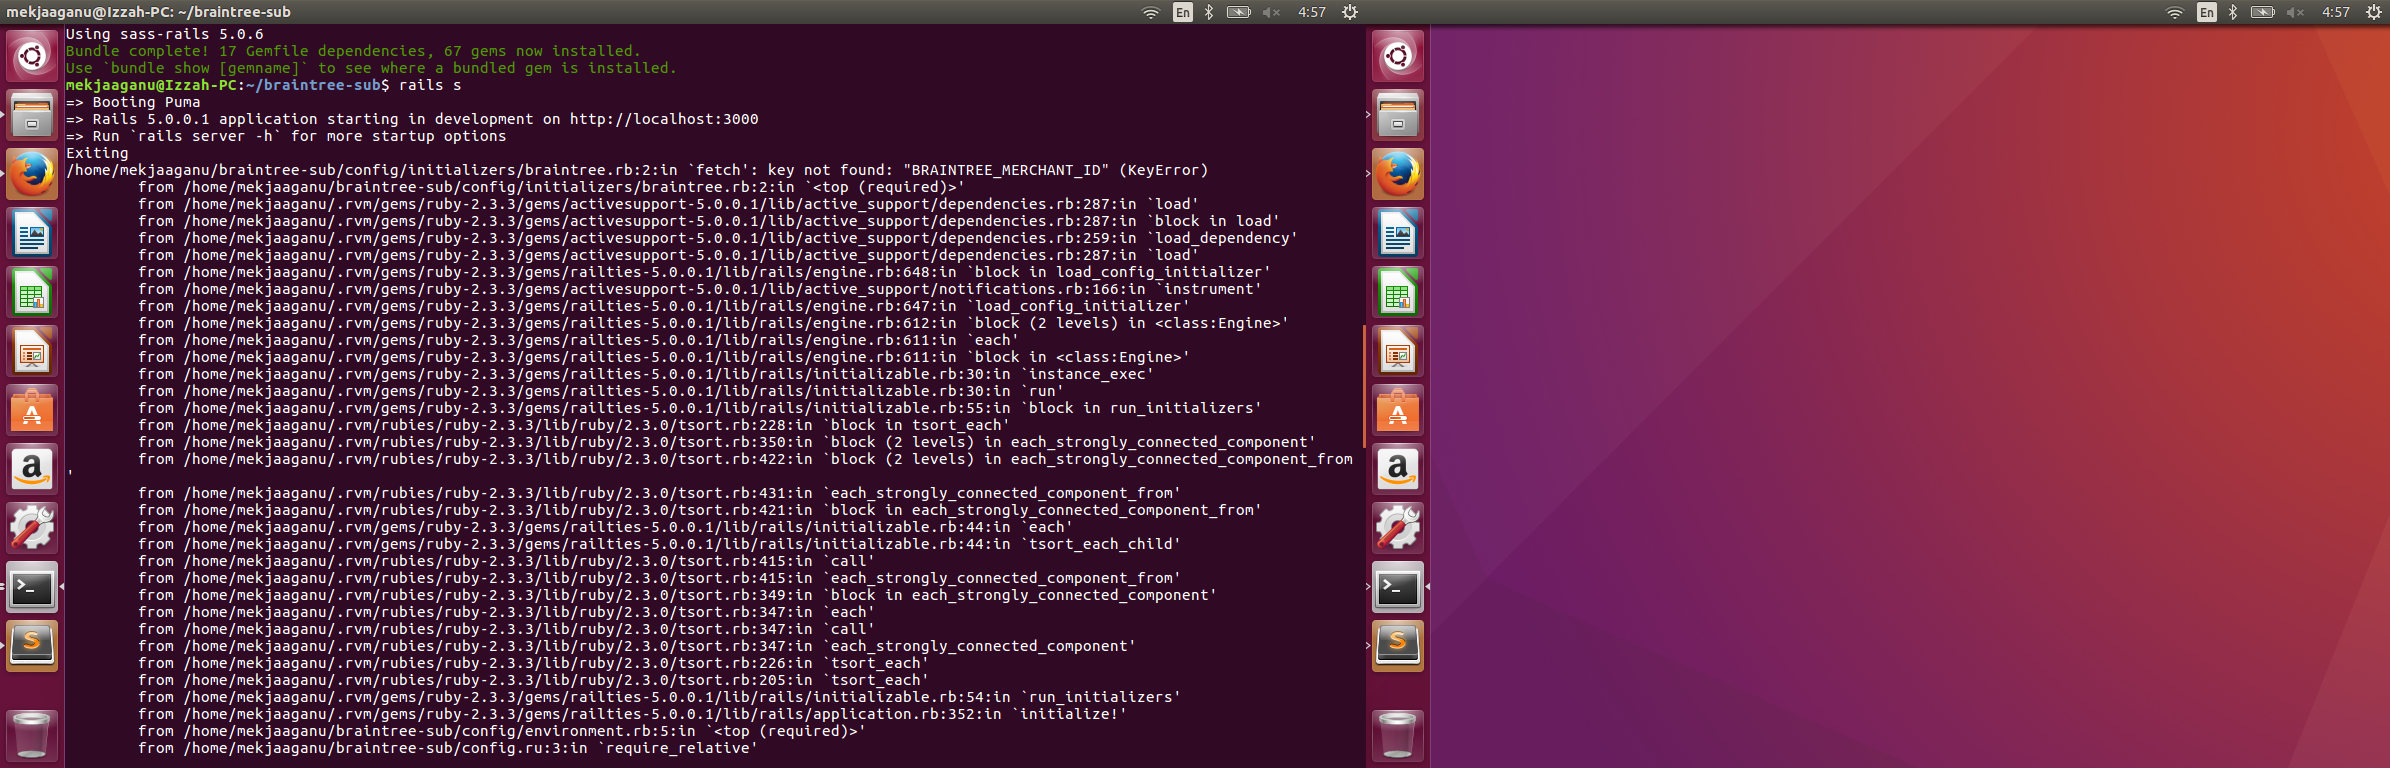 mekjaaganu@Izzah-PC: ~/braintree-sub
En
4:57
En
4:57
Using sass-rails 5.0.6
Bundle complete! 17 Gemfile dependencies, 67 gems now installed.
Use `bundle show [gemname]` to see where a bundled gem is installed.
mekjaaganu@Izzah-PC:~/braintree-sub$ rails s
=> Booting Puma
=> Rails 5.0.0.1 application starting in development on http://localhost:3000
=> Run `rails server -h` for more startup options
Exiting
/home/mekjaaganu/braintree-sub/config/initializers/braintree.rb:2:in `fetch': key not found: "BRAINTREE_MERCHANT_ID" (KeyError)
from /home/mekjaaganu/braintree-sub/config/initializers/braintree.rb:2:in `<top (required)>'
from /home/mekjaaganu/.rvm/gems/ruby-2.3.3/gems/activesupport-5.0.0.1/lib/active_support/dependencies.rb:287:in `load'
from /home/mekjaaganu/.rvm/gems/ruby-2.3.3/gems/activesupport-5.0.0.1/lib/active_support/dependencies.rb:287:in `block in load'
from /home/mekjaaganu/.rvm/gems/ruby-2.3.3/gems/activesupport-5.0.0.1/lib/active_support/dependencies.rb:259:in `load_dependency'
from /home/mekjaaganu/.rvm/gems/ruby-2.3.3/gems/activesupport-5.0.0.1/lib/active_support/dependencies.rb:287:in `load'
from /home/mekjaaganu/.rvm/gems/ruby-2.3.3/gems/railties-5.0.0.1/lib/rails/engine.rb:648:in `block in load_config_initializer'
from /home/mekjaaganu/.rvm/gems/ruby-2.3.3/gems/activesupport-5.0.0.1/lib/active_support/notifications.rb:166:in `instrument'
from /home/mekjaaganu/.rvm/gems/ruby-2.3.3/gems/railties-5.0.0.1/lib/rails/engine.rb:647:in `load_config_initializer'
from /home/mekjaaganu/.rvm/gems/ruby-2.3.3/gems/railties-5.0.0.1/lib/rails/engine.rb:612:in `block (2 levels) in <class:Engine>'
from /home/mekjaaganu/.rvm/gems/ruby-2.3.3/gems/railties-5.0.0.1/lib/rails/engine.rb:611:in `each'
from /home/mekjaaganu/.rvm/gems/ruby-2.3.3/gems/railties-5.0.0.1/lib/rails/engine.rb:611:in `block in <class:Engine>'
from /home/mekjaaganu/.rvm/gems/ruby-2.3.3/gems/railties-5.0.0.1/lib/rails/initializable.rb:30:in `instance_exec'
from /home/mekjaaganu/.rvm/gems/ruby-2.3.3/gems/railties-5.0.0.1/lib/rails/initializable.rb:30:in `run'
from /home/mekjaaganu/.rvm/gems/ruby-2.3.3/gems/railties-5.0.0.1/lib/rails/initializable.rb:55:in `block in run_initializers'
from /home/mekjaaganu/.rvm/rubies/ruby-2.3.3/lib/ruby/2.3.0/tsort.rb:228:in `block in tsort_each'
from /home/mekjaaganu/.rvm/rubies/ruby-2.3.3/lib/ruby/2.3.0/tsort.rb:350:in `block (2 levels) in each_strongly_connected_component'
from /home/mekjaaganu/.rvm/rubies/ruby-2.3.3/lib/ruby/2.3.0/tsort.rb:422:in `block (2 levels) in each_strongly_connected_component_from
'
from /home/mekjaaganu/.rvm/rubies/ruby-2.3.3/lib/ruby/2.3.0/tsort.rb:431:in `each_strongly_connected_component_from'
from /home/mekjaaganu/.rvm/rubies/ruby-2.3.3/lib/ruby/2.3.0/tsort.rb:421:in `block in each_strongly_connected_component_from'
from /home/mekjaaganu/.rvm/gems/ruby-2.3.3/gems/railties-5.0.0.1/lib/rails/initializable.rb:44:in `each'
from /home/mekjaaganu/.rvm/gems/ruby-2.3.3/gems/railties-5.0.0.1/lib/rails/initializable.rb:44:in `tsort_each_child'
from /home/mekjaaganu/.rvm/rubies/ruby-2.3.3/lib/ruby/2.3.0/tsort.rb:415:in `call'
from /home/mekjaaganu/.rvm/rubies/ruby-2.3.3/lib/ruby/2.3.0/tsort.rb:415:in `each_strongly_connected_component_from'
from /home/mekjaaganu/.rvm/rubies/ruby-2.3.3/lib/ruby/2.3.0/tsort.rb:349:in `block in each_strongly_connected_component'
from /home/mekjaaganu/.rvm/rubies/ruby-2.3.3/lib/ruby/2.3.0/tsort.rb:347:in `each'
from /home/mekjaaganu/.rvm/rubies/ruby-2.3.3/lib/ruby/2.3.0/tsort.rb:347:in `call'
from /home/mekjaaganu/.rvm/rubies/ruby-2.3.3/lib/ruby/2.3.0/tsort.rb:347:in `each_strongly_connected_component'
from /home/mekjaaganu/.rvm/rubies/ruby-2.3.3/lib/ruby/2.3.0/tsort.rb:226:in `tsort_each'
from /home/mekjaaganu/.rvm/rubies/ruby-2.3.3/lib/ruby/2.3.0/tsort.rb:205:in `tsort_each'
from /home/mekjaaganu/.rvm/gems/ruby-2.3.3/gems/railties-5.0.0.1/lib/rails/initializable.rb:54:in `run_initializers'
from /home/mekjaaganu/.rvm/gems/ruby-2.3.3/gems/railties-5.0.0.1/lib/rails/application.rb:352:in `initialize!'
from /home/mekjaaganu/braintree-sub/config/environment.rb:5:in `<top (required)>'
from /home/mekjaaganu/braintree-sub/config.ru:3:in `require_relative'